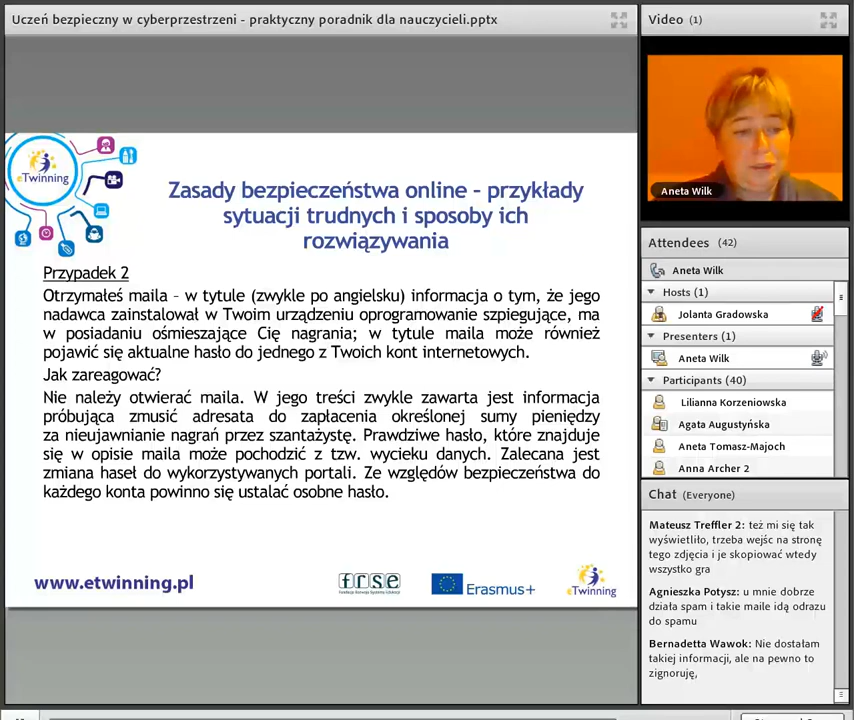 Uczeń bezpieczny w cyberprzestrzeni - praktyczny poradnik dla nauczycieli.pptx
eTwinning
Zasady bezpieczeństwa online – przykłady
sytuacji trudnych i sposoby ich
rozwiązywania
Przypadek 2
Otrzymałeś maila – w tytule (zwykle po angielsku) informacja o tym, że jego
nadawca zainstalował w Twoim urządzeniu oprogramowanie szpiegujące, ma
w posiadaniu ośmieszające Cię nagrania; w tytule maila może również
pojawić się aktualne hasło do jednego z Twoich kont internetowych.
Jak zareagować?
Nie należy otwierać maila. W jego treści zwykle zawarta jest informacja
próbująca zmusić adresata do zapłacenia określonej sumy pieniędzy
za nieujawnianie nagrań przez szantażystę. Prawdziwe hasło, które znajduje
się w opisie maila może pochodzić z tzw. wycieku danych. Zalecana jest
zmiana haseł do wykorzystywanych portali. Ze względów bezpieczeństwa do
każdego konta powinno się ustalać osobne hasło.
www.etwinning.pl
frse
Fundacja Rozwoju Systemu Edukacji
Erasmus+
eTwinning
Video (1)
Aneta Wilk
Attendees (42)
Aneta Wilk
Hosts (1)
Jolanta Gradowska
Presenters (1)
Aneta Wilk
Participants (40)
Lilianna Korzeniowska
Agata Augustyńska
Aneta Tomasz-Majoch
Anna Archer 2
Chat (Everyone)
Mateusz Treffler 2: też mi się tak
wyświetliło, trzeba wejśc na stronę
tego zdjęcia i je skopiować wtedy
wszystko gra
Agnieszka Potysz: u mnie dobrze
działa spam i takie maile idą odrazu
do spamu
Bernadetta Wawok: Nie dostałam
takiej informacji, ale na pewno to
zignoruję,